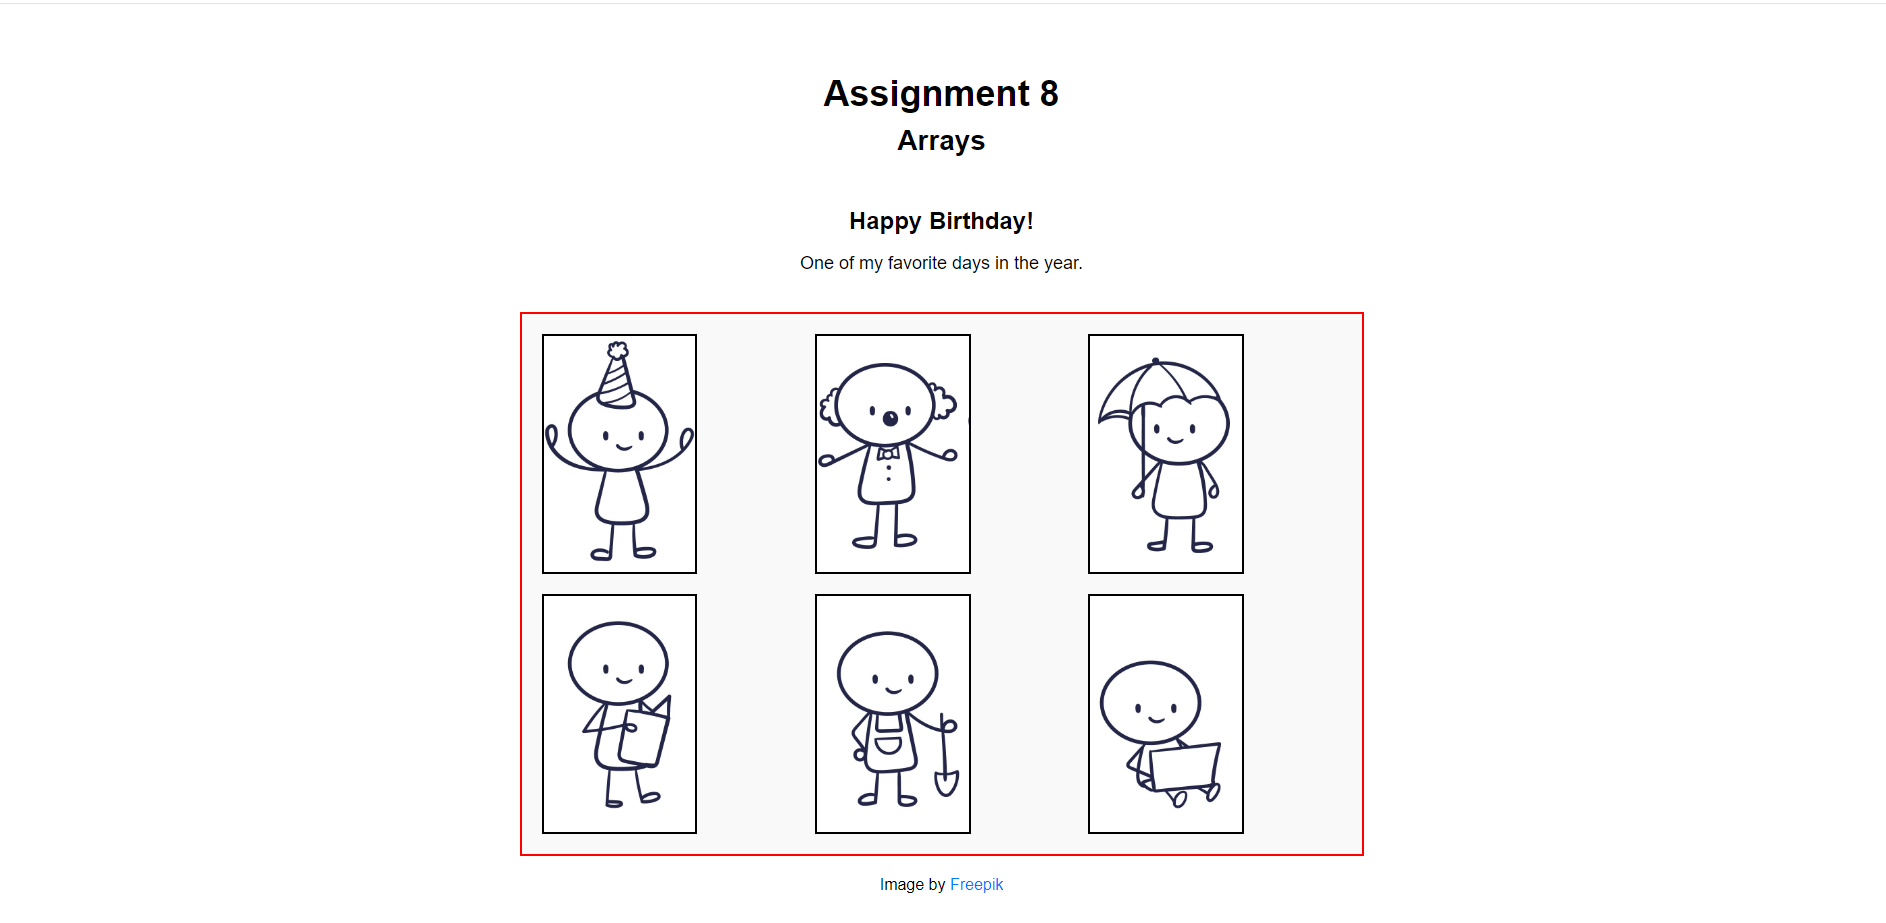 Assignment 8
Arrays
Happy Birthday!
One of my favorite days in the year.
Image by Freepik